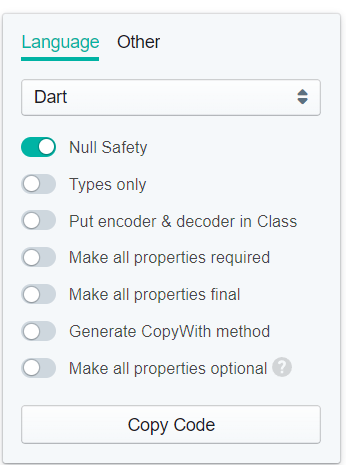 Language Other
Dart
Null Safety
Types only
Put encoder & decoder in Class
Make all properties required
Make all properties final
Generate CopyWith method
Make all properties optional ?
Copy Code